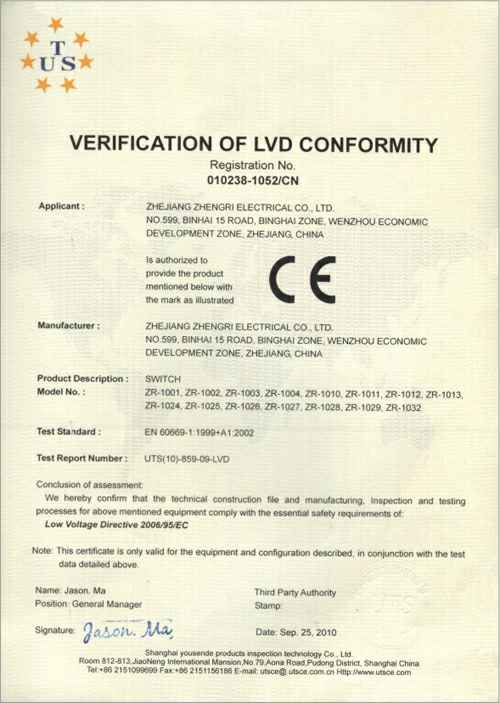 T
U S
VERIFICATION OF LVD CONFORMITY
Registration No.
010238-1052/CN
Applicant : ZHEJIANG ZHENGRI ELECTRICAL CO., LTD.
NO.599, BINHAI 15 ROAD, BINGHAI ZONE, WENZHOU ECONOMIC
DEVELOPMENT ZONE, ZHEJIANG, CHINA
Is authorized to
provide the product
mentioned below with
the mark as illustrated
CE
Manufacturer : ZHEJIANG ZHENGRI ELECTRICAL CO., LTD.
NO.599, BINHAI 15 ROAD, BINGHAI ZONE, WENZHOU ECONOMIC
DEVELOPMENT ZONE, ZHEJIANG, CHINA
Product Description : SWITCH
Model No. : ZR-1001, ZR-1002, ZR-1003, ZR-1004, ZR-1010, ZR-1011, ZR-1012, ZR-1013,
ZR-1024, ZR-1025, ZR-1026, ZR-1027, ZR-1028, ZR-1029, ZR-1032
Test Standard : EN 60669-1:1999+A1:2002
Test Report Number : UTS(10)-859-09-LVD
Conclusion of assessment:
We hereby confirm that the technical construction file and manufacturing, Inspection and testing
processes for above mentioned equipment comply with the essential safety requirements of:
Low Voltage Directive 2006/95/EC
Note: This certificate is only valid for the equipment and configuration described, in conjunction with the test
data detailed above.
Name: Jason. Ma Third Party Authority
Position: General Manager Stamp:
Signature: Jason. Ma, Date: Sep. 25, 2010
Shanghai yousende products inspection technology Co., Ltd.
Room 812-813,JiaoNeng International Mansion,No.79,Aona Road,Pudong District, Shanghai China
Tel:+86 2151099699 Fax:+86 2151156186 E-mail: utsce@.utsce.com.cn Http://www.utsce.com